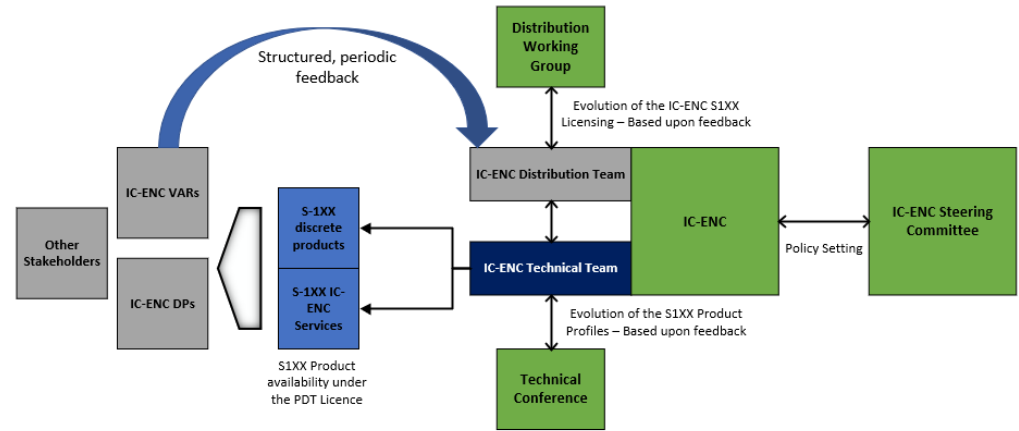 Distribution
Working
Group
Structured, periodic
feedback
Evolution of the IC-ENC S1XX
Licensing – Based upon feedback
IC-ENC VARs
IC-ENC Distribution Team
S-1XX
discrete
products
IC-ENC
IC-ENC Steering
Committee
Other
Stakeholders
Policy Setting
IC-ENC Technical Team
IC-ENC DPs
S-1XX IC-
ENC
Services
Evolution of the S1XX Product
Profiles – Based upon feedback
S1XX Product
availability under
the PDT Licence
Technical
Conference